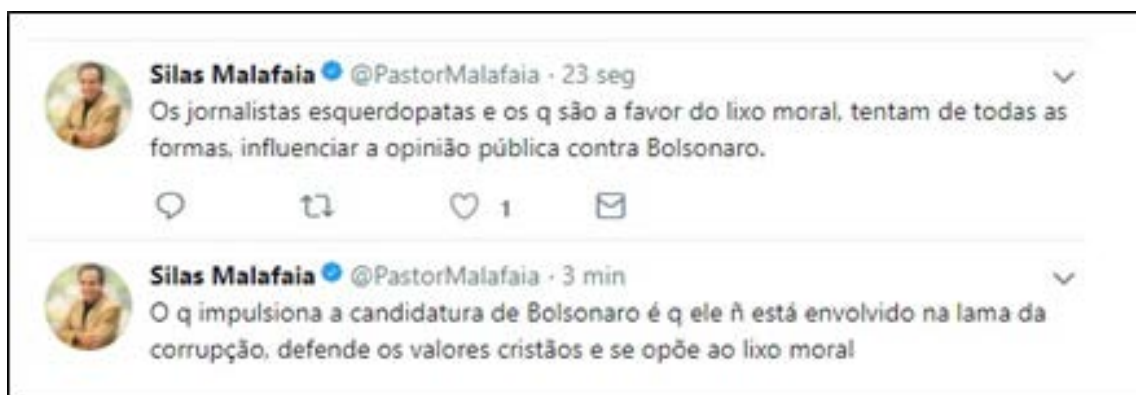 Silas Malafaia @PastorMalafaia · 23 seg
Os jornalistas esquerdopatas e os q são a favor do lixo moral, tentam de todas as
formas, influenciar a opinião pública contra Bolsonaro.
1
Silas Malafaia @PastorMalafaia · 3 min
O q impulsiona a candidatura de Bolsonaro é q ele ñ está envolvido na lama da
corrupção, defende os valores cristãos e se opõe ao lixo moral